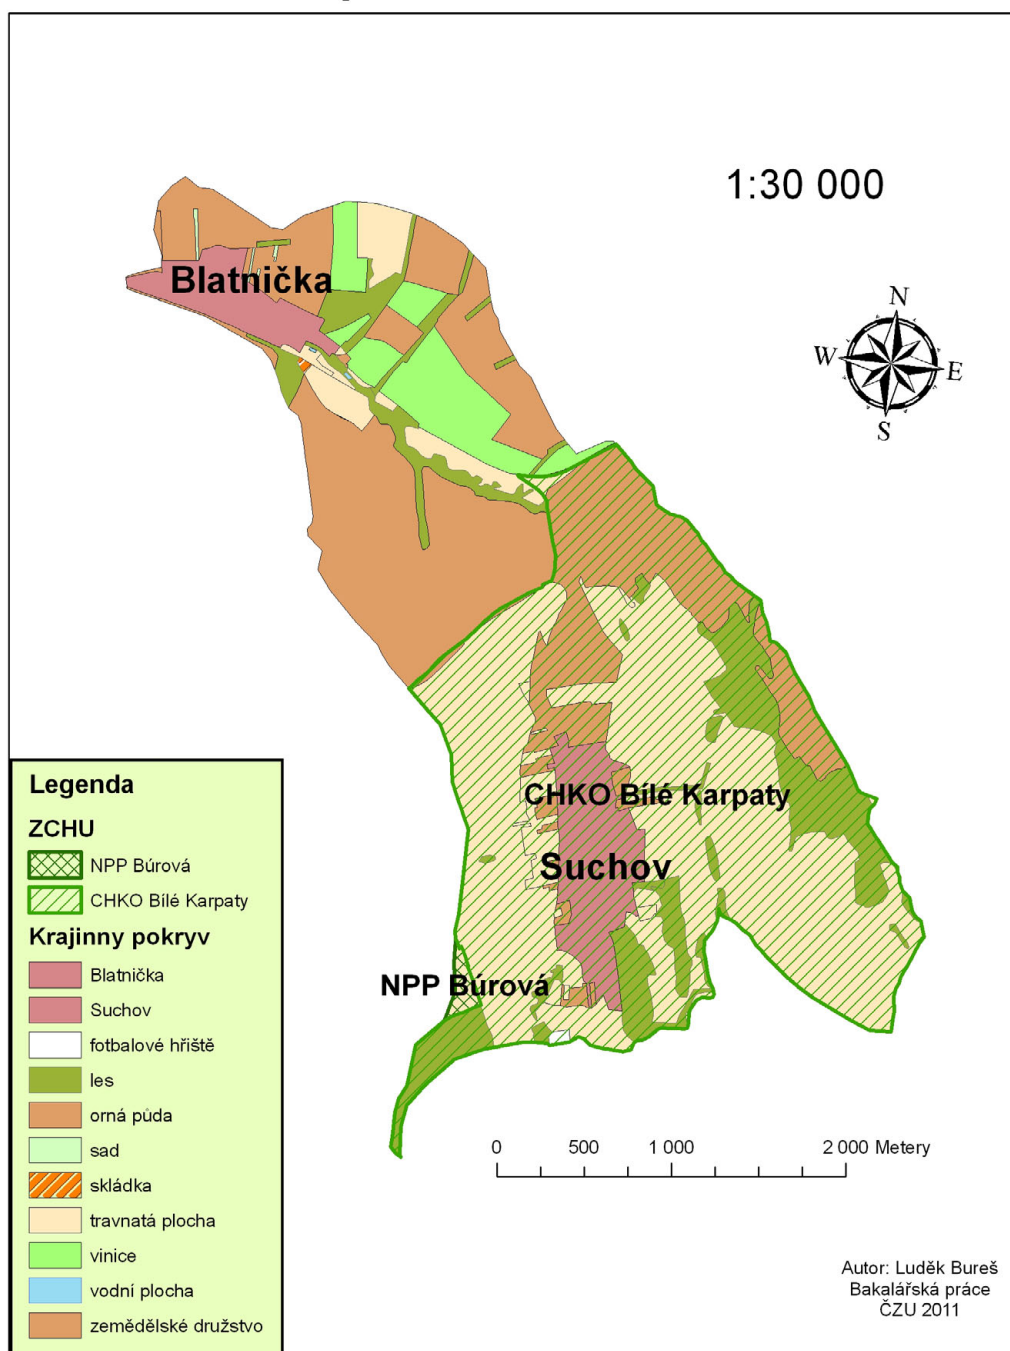 1:30 000
N
W
E
S
Blatnička
CHKO Bílé Karpaty
Suchov
NPP Búrová
Legenda
ZCHU
NPP Búrová
CHKO Bílé Karpaty
Krajinny pokryv
Blatnička
Suchov
fotbalové hřiště
les
orná půda
sad
skládka
travnatá plocha
vinice
vodní plocha
zemědělské družstvo
0 500 1 000 2 000 Metery
Autor: Luděk Bureš
Bakalářská práce
ČZU 2011